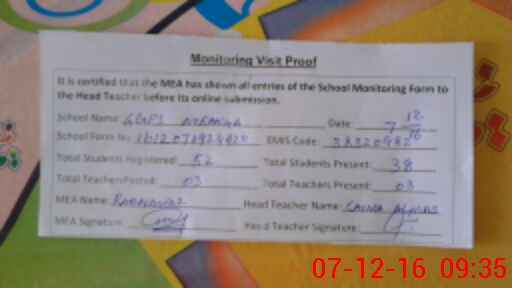 Monitoring Visit Proof
It is certified that the MEA has shown all entries of the School Monitoring Form to
the Head Teacher before its online submission.
School Name: GGPS Date: 7 12 16
School Form No: EMIS Code:
Total Students Registered: 52 Total Students Present: 38
Total Teachers Posted: 03 Total Teachers Present: 03
MEA Name: Head Teacher Name: SAIMA
MEA Signature: Head Teacher Signature:
07-12-16 09:35